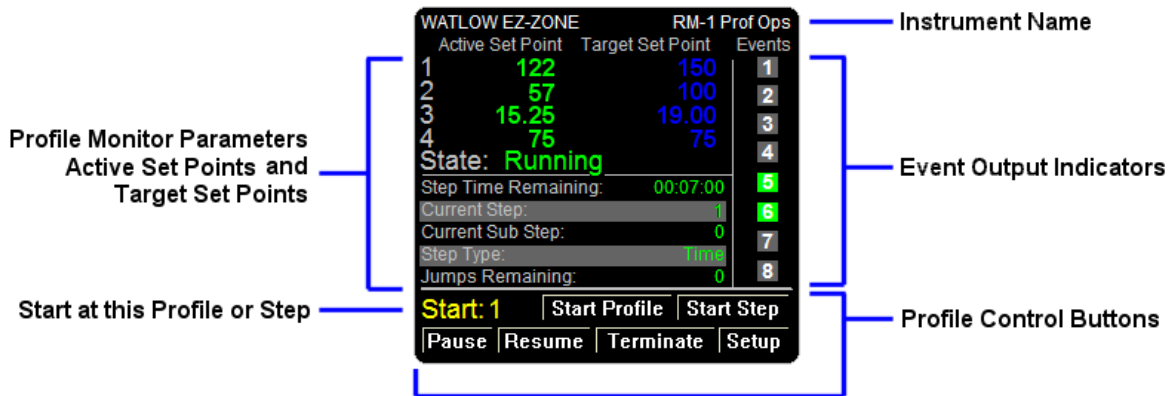 WATLOW EZ-ZONE RM-1 Prof Ops
Instrument Name
Active Set Point Target Set Point Events
1 122 150 1
2 57 100 2
3 15.25 19.00 3
4 75 75 4
State: Running
Profile Monitor Parameters
Active Set Points and
Target Set Points
Event Output Indicators
Step Time Remaining: 00:07:00 5
Current Step: 1 6
Current Sub Step: 0
Step Type: Time 7
Jumps Remaining: 0 8
Start at this Profile or Step
Start: 1 Start Profile Start Step
Profile Control Buttons
Pause Resume Terminate Setup